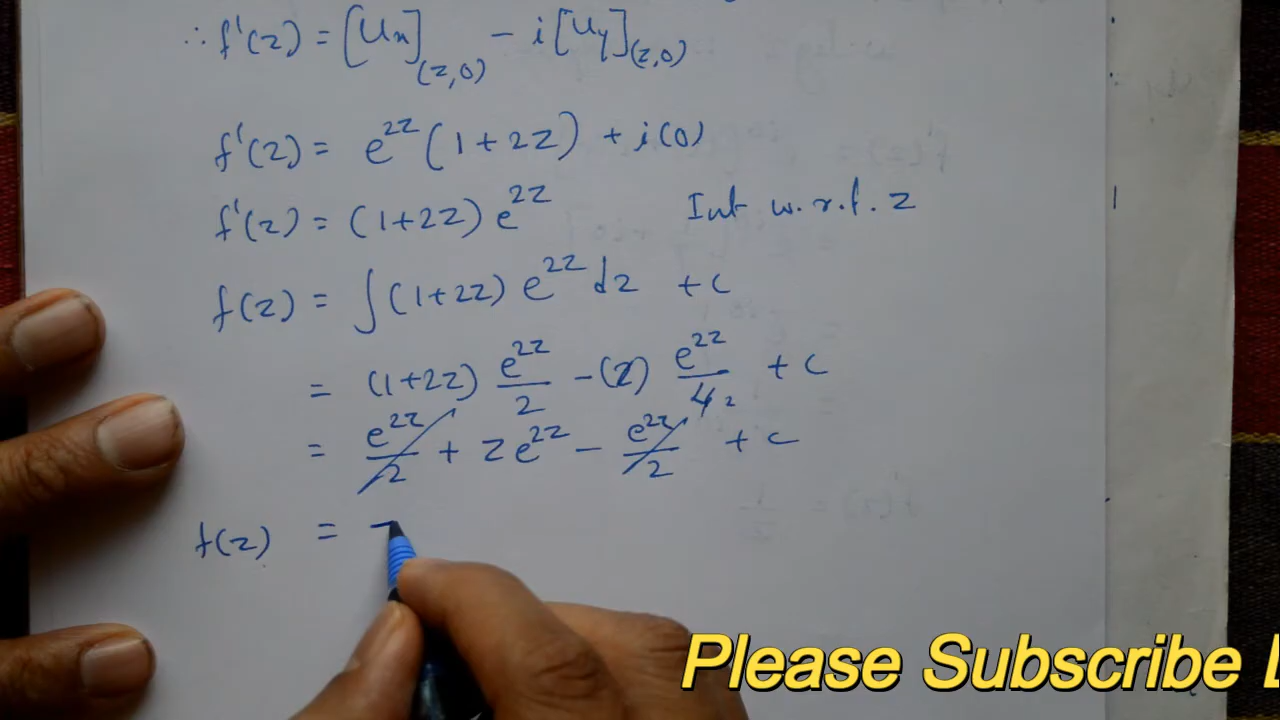 ∴ f'(z) = [Ux](z,0) − i [Uy](z,0)
f'(z) = e^2z (1+2z) + i(0)
f'(z) = (1+2z) e^2z Int w.r.t. z
f(z) = ∫(1+2z) e^2z dz + c
= (1+2z) e^2z/2 − (2) e^2z/4 2 + c
= e^2z/2 + z e^2z − e^2z/2 + c
f(z) =
Please Subscribe